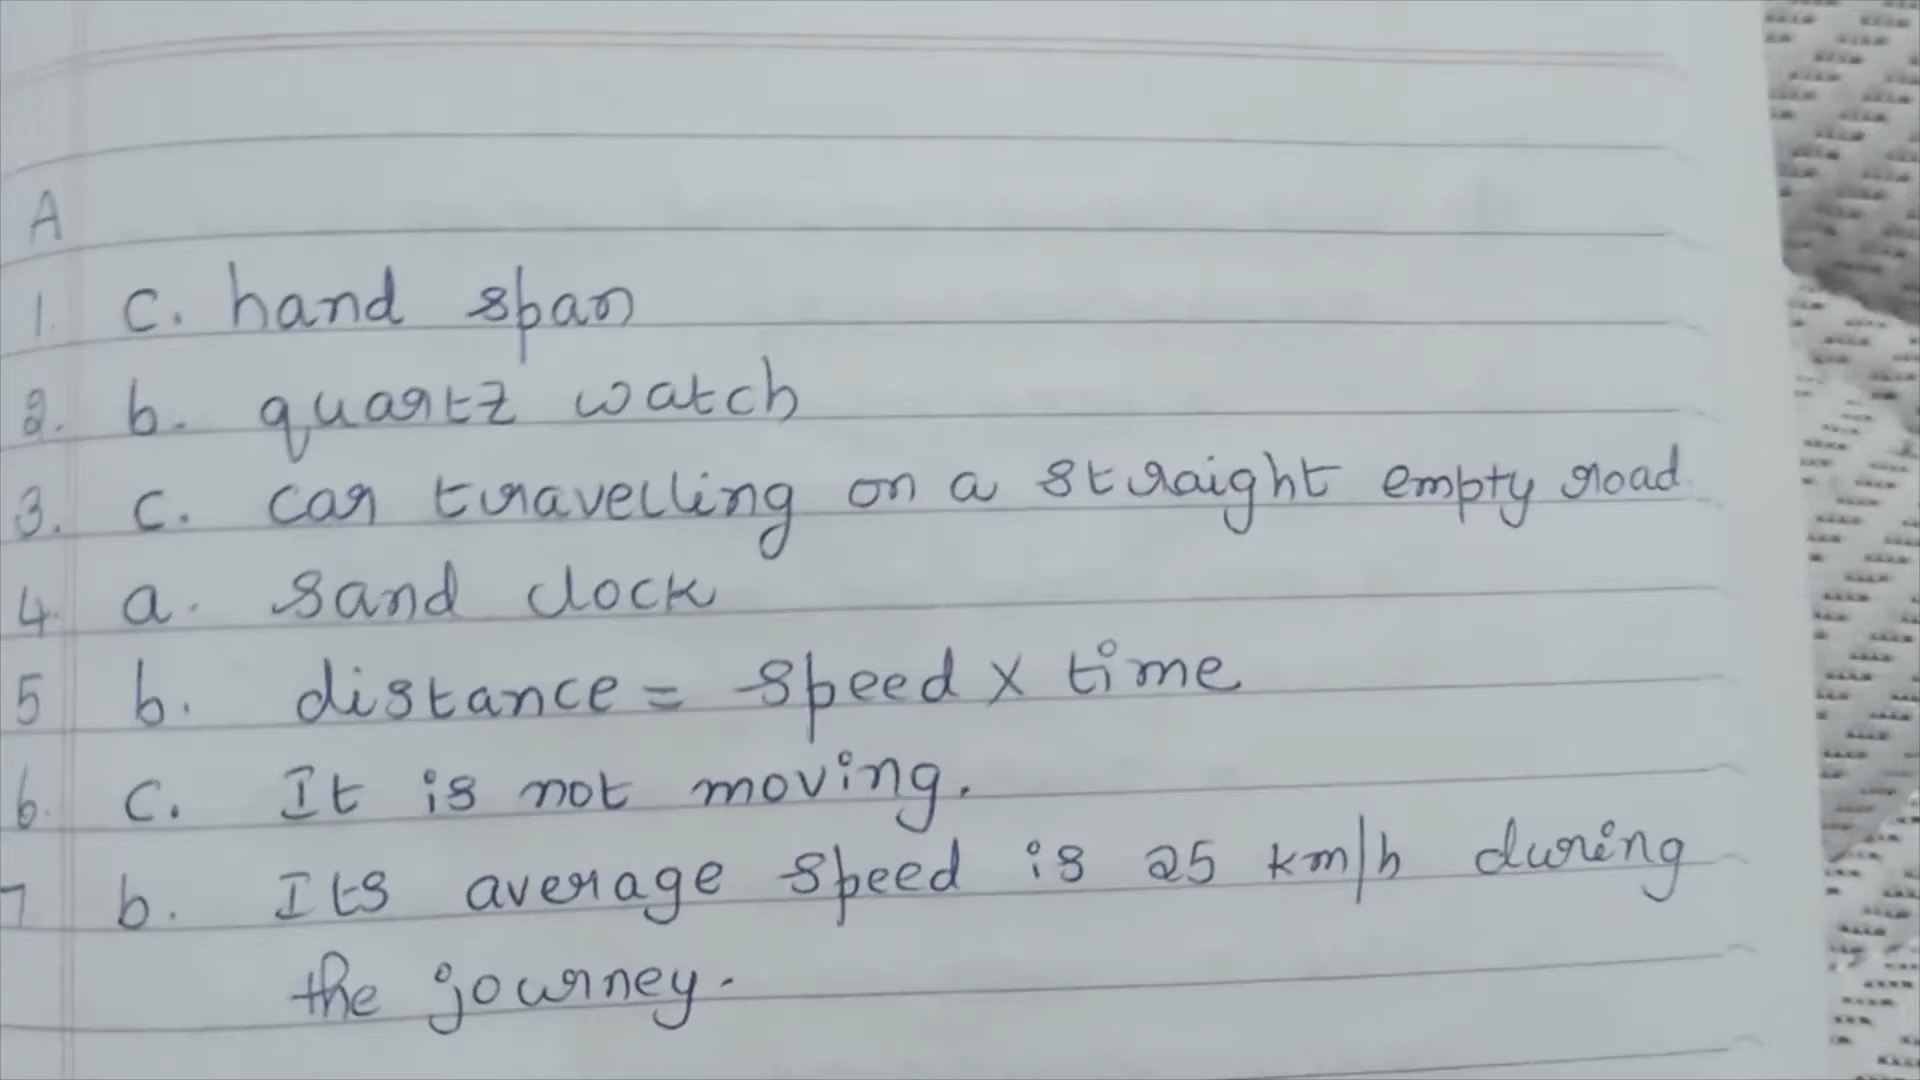 A
1. c. hand span
2. b. quartz watch
3. c. car travelling on a straight empty road
4. a. sand clock
5 b. distance = speed x time
6. c. It is not moving.
7 b. Its average speed is 25 km/h during
the journey.